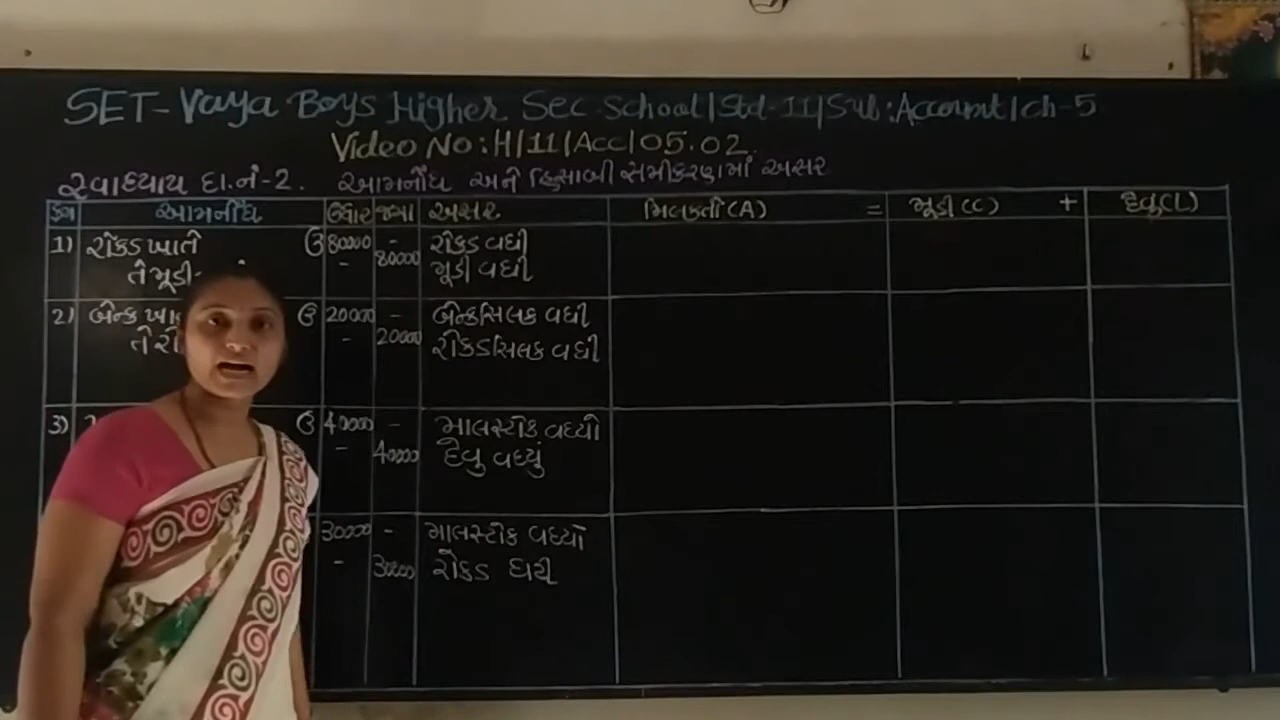 SET-Vaya Boys Higher Sec. School/Std-11/Sub:Account/ch-5
Video No:H/11/Acc/05.02.
સ્વાધ્યાય દા.નં-2. આમનોંધ અને હિસાબી સમીકરણમાં અસર
ક્રમ આમનોંધ ઉધાર જમા અસર મિલકતો(A) = મૂડી(C) + દેવુ(L)
1) રોકડ ખાતે ઉ 80000 - રોકડ વધી
તે મૂડી - 80000 મૂડી વધી
2) બેન્ક ખા ઉ 20000 - બેન્કસિલક વધી
તે રો - 20000 રોકડસિલક વધી
3) ઉ 40000 - માલસ્ટોક વધ્યો
- 40000 દેવુ વધ્યું
30000 - માલસ્ટોક વધ્યો
- 30000 રોકડ ઘટી